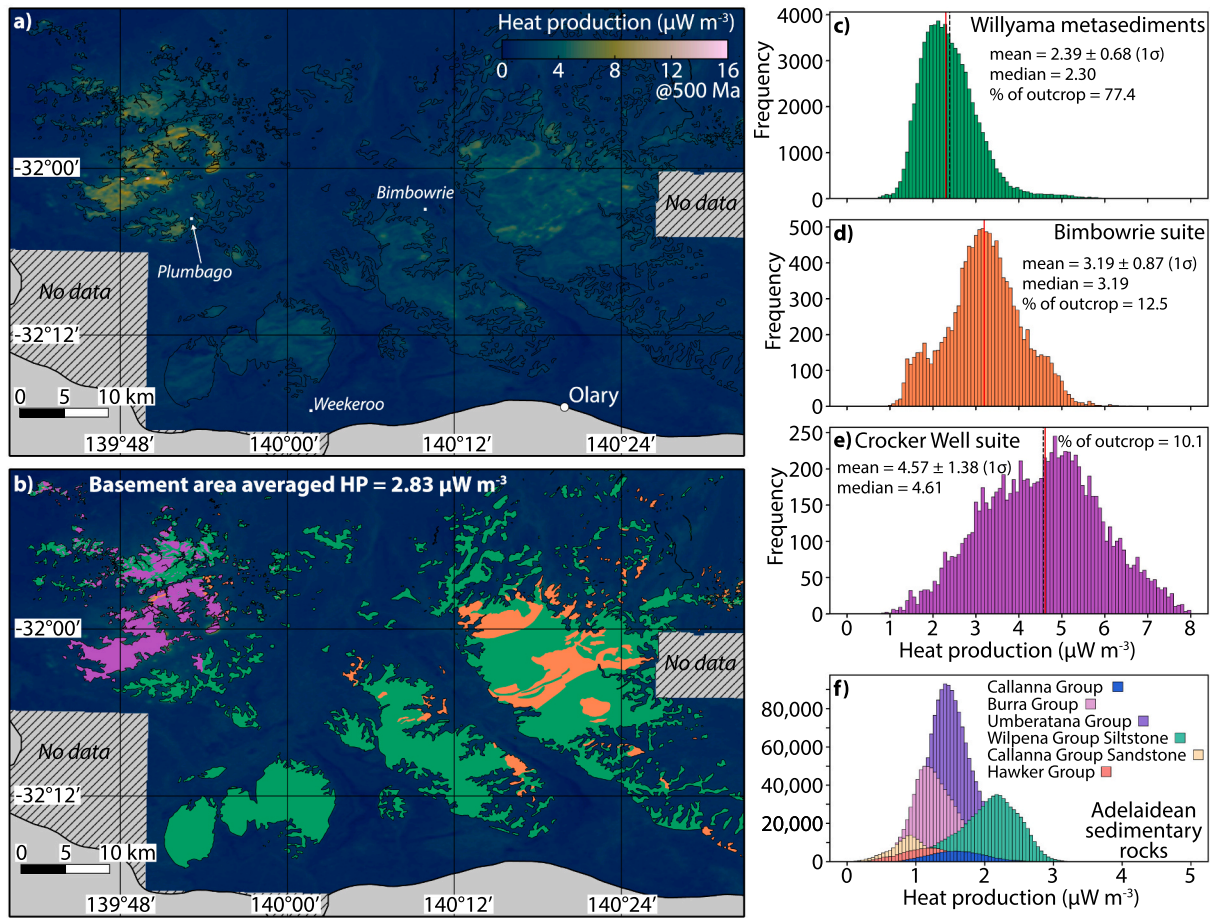 a)
Heat production (µW m⁻³)
0 4 8 12 16
@500 Ma
-32°00′
Bimbowrie
No data
Plumbago
No data
-32°12′
0 5 10 km
Weekeroo
Olary
139°48′ 140°00′ 140°12′ 140°24′
b) Basement area averaged HP = 2.83 µW m⁻³
-32°00′
No data
No data
-32°12′
0 5 10 km
139°48′ 140°00′ 140°12′ 140°24′
c) Willyama metasediments
mean = 2.39 ± 0.68 (1σ)
median = 2.30
% of outcrop = 77.4
Frequency
4000
3000
2000
1000
0
d) Bimbowrie suite
mean = 3.19 ± 0.87 (1σ)
median = 3.19
% of outcrop = 12.5
Frequency
500
400
300
200
100
0
e) Crocker Well suite
% of outcrop = 10.1
mean = 4.57 ± 1.38 (1σ)
median = 4.61
Frequency
250
200
150
100
50
0
0 1 2 3 4 5 6 7 8
Heat production (µW m⁻³)
f)
Callanna Group
Burra Group
Umberatana Group
Wilpena Group Siltstone
Callanna Group Sandstone
Hawker Group
Adelaidean
sedimentary
rocks
80,000
60,000
40,000
20,000
0
0 1 2 3 4 5
Heat production (µW m⁻³)